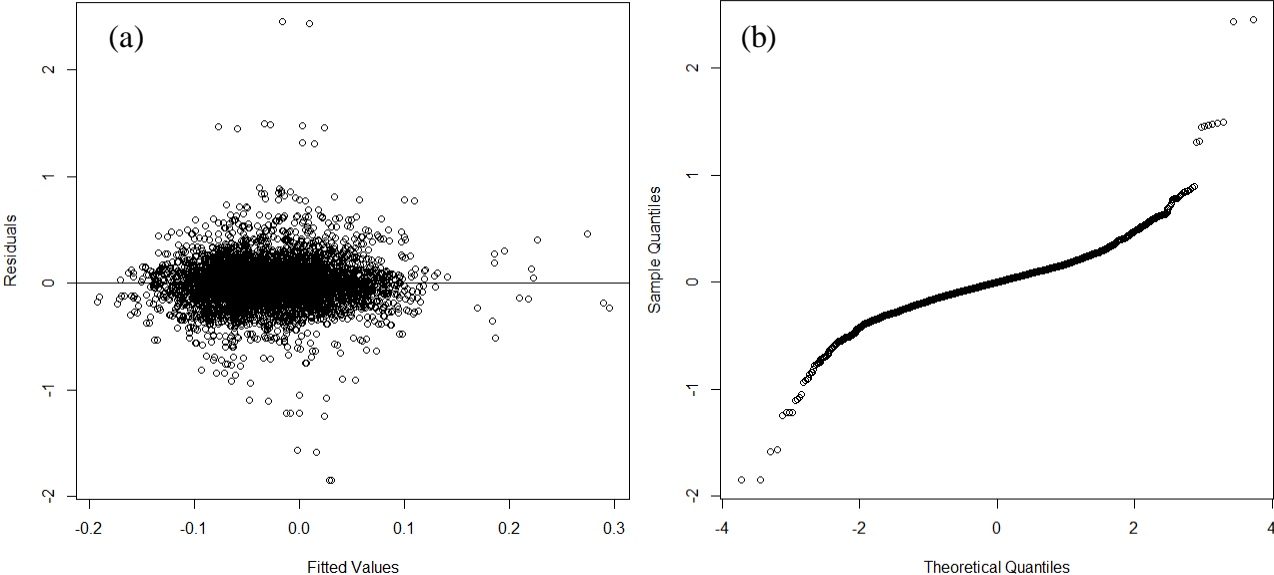 (a)
Residuals
2
1
0
-1
-2
-0.2 -0.1 0.0 0.1 0.2 0.3
Fitted Values
(b)
Sample Quantiles
2
1
0
-1
-2
-4 -2 0 2 4
Theoretical Quantiles